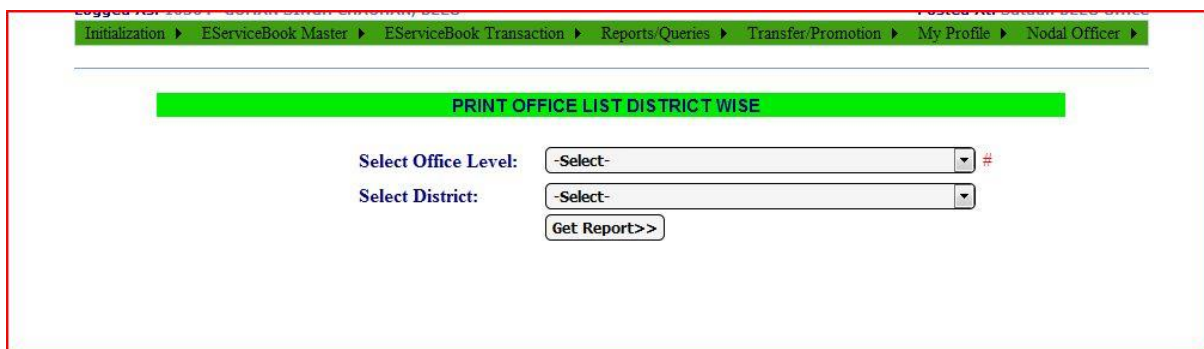 Initialization EServiceBook Master EServiceBook Transaction Reports/Queries Transfer/Promotion My Profile Nodal Officer
PRINT OFFICE LIST DISTRICT WISE
Select Office Level: -Select- #
Select District: -Select-
Get Report>>